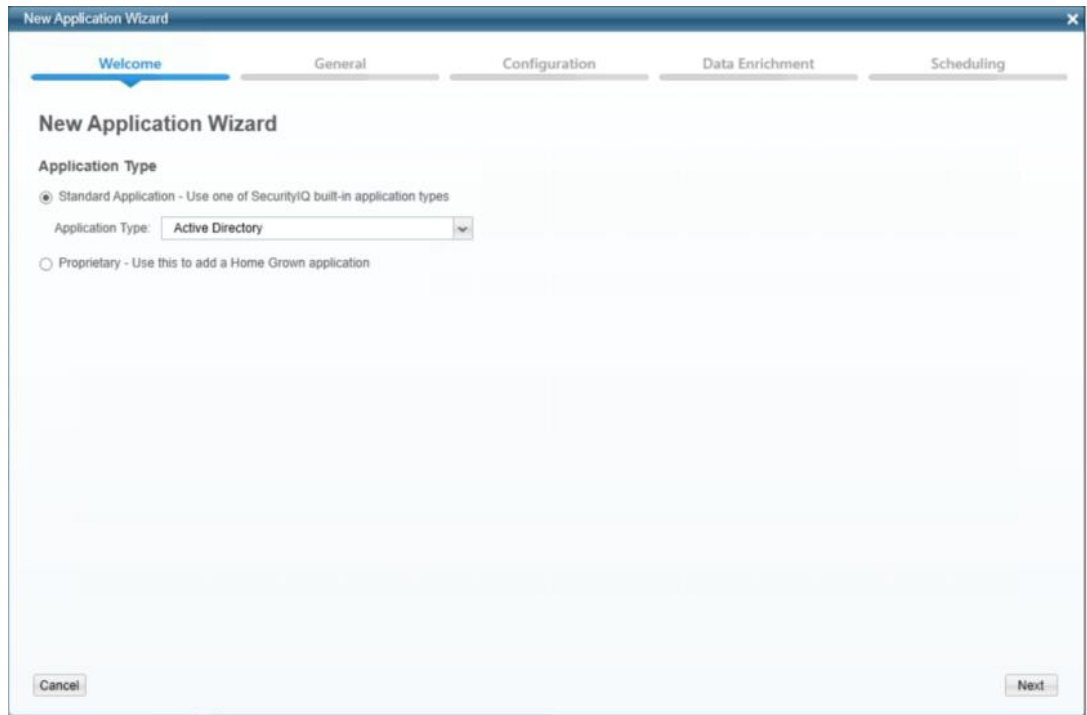 New Application Wizard
Welcome General Configuration Data Enrichment Scheduling
New Application Wizard
Application Type
Standard Application - Use one of SecurityIQ built-in application types
Application Type: Active Directory
Proprietary - Use this to add a Home Grown application
Cancel Next